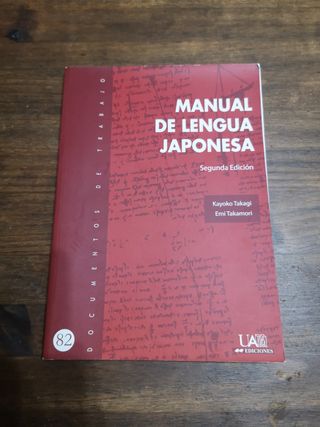 MANUAL
DE LENGUA
JAPONESA
Segunda Edición
Kayoko Takagi
Emi Takamori
DOCUMENTOS DE TRABAJO
82
UAM
EDICIONES